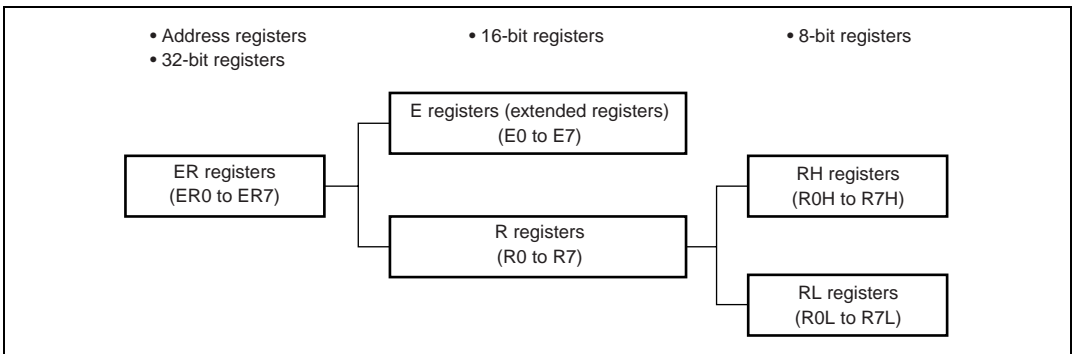 • Address registers
• 32-bit registers
• 16-bit registers
• 8-bit registers
E registers (extended registers)
(E0 to E7)
ER registers
(ER0 to ER7)
RH registers
(R0H to R7H)
R registers
(R0 to R7)
RL registers
(R0L to R7L)